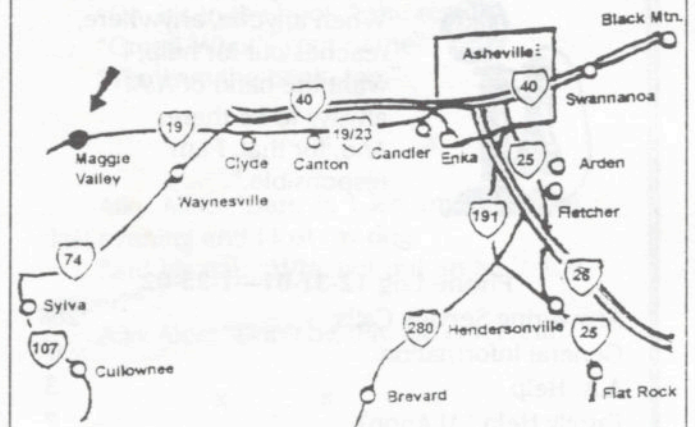 Black Mtn.
Asheville
40
40
Swannanoa
19
19/23
Maggie
Valley
Clyde
Canton
Candler
Enka
25
Arden
Waynesville
Fletcher
191
74
26
Sylva
280
Hendersonville
25
107
Cullownee
Brevard
Flat Rock